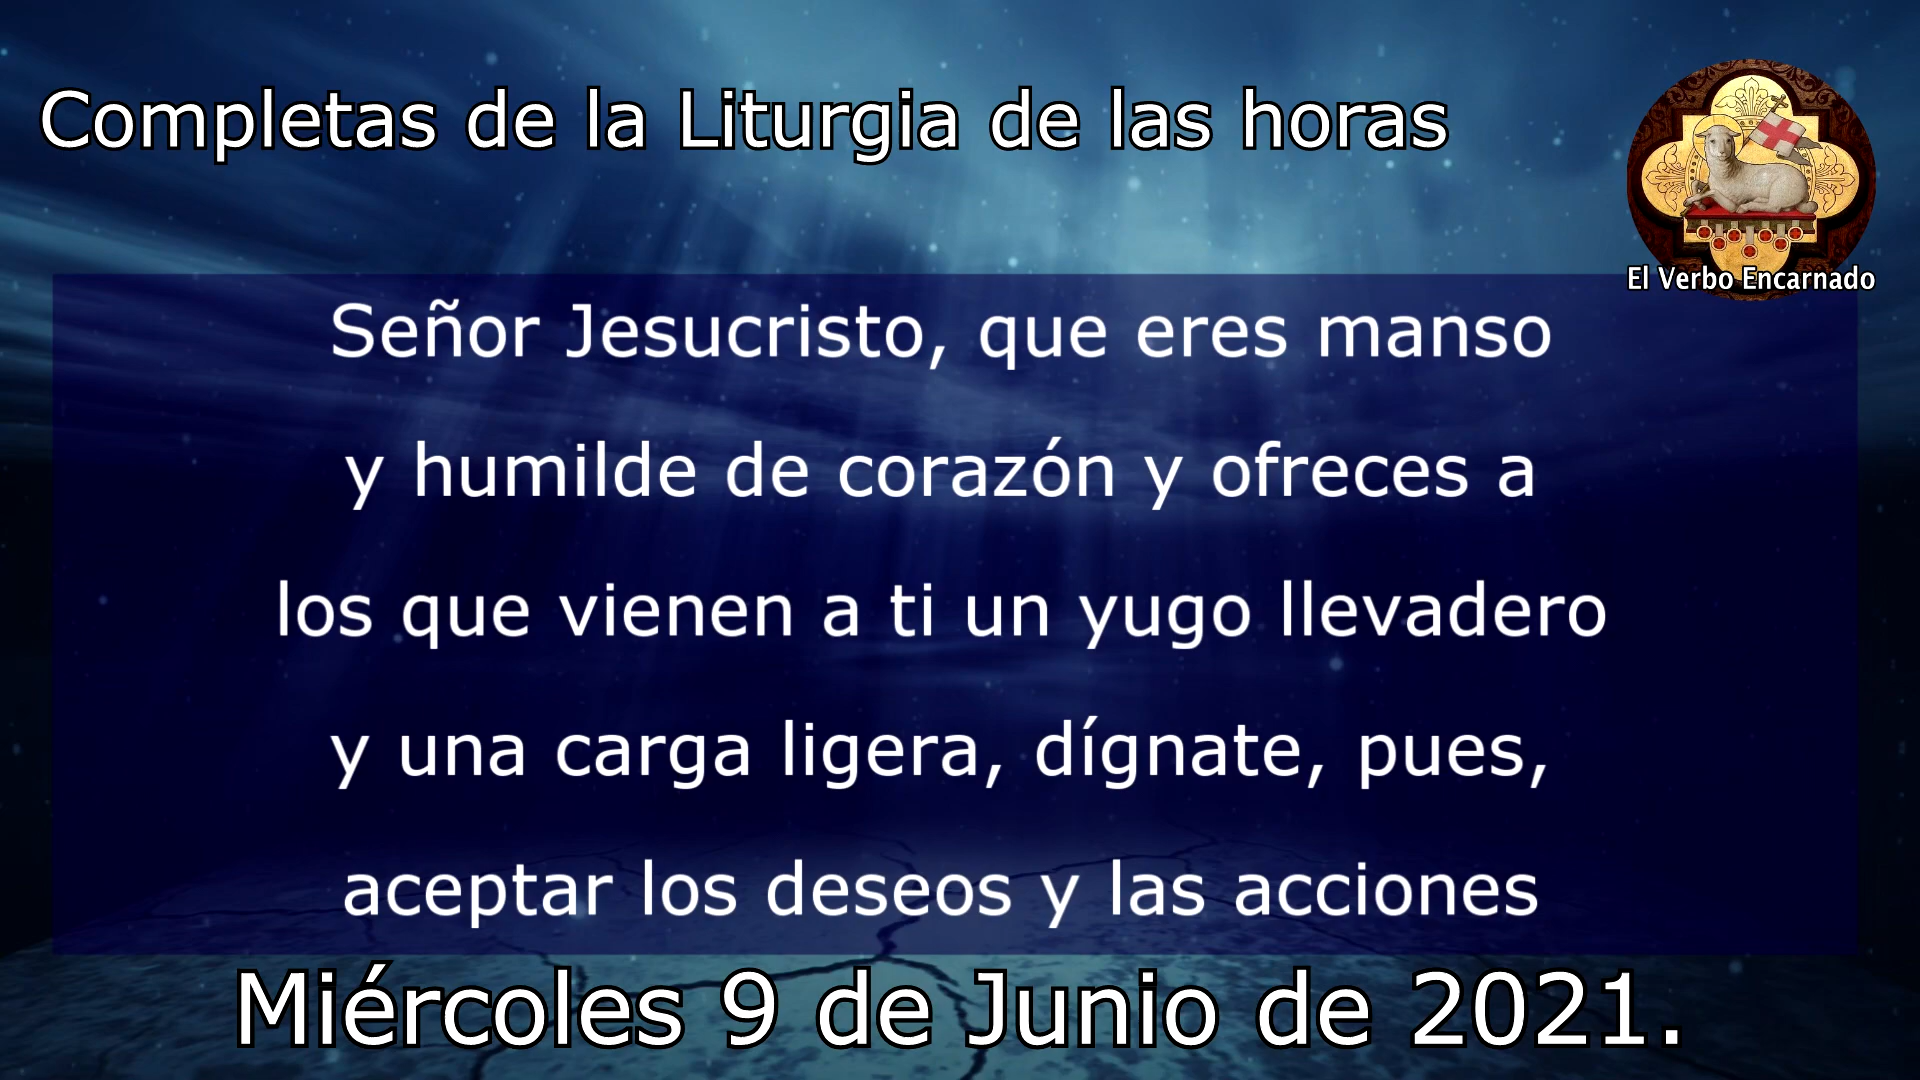 Completas de la Liturgia de las horas
El Verbo Encarnado
Señor Jesucristo, que eres manso
y humilde de corazón y ofreces a
los que vienen a ti un yugo llevadero
y una carga ligera, dígnate, pues,
aceptar los deseos y las acciones
Miércoles 9 de Junio de 2021.